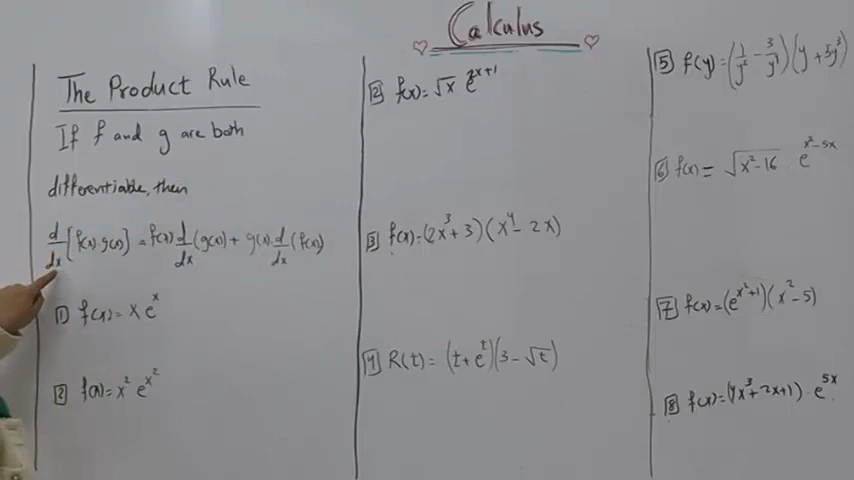 Calculus
The Product Rule
If f and g are both
differentiable, then
d/dx [f(x).g(x)] = f(x) d/dx (g(x)) + g(x). d/dx (f(x))
1 f(x) = x e^x
2 f(x) = x^2 e^x^2
2 f(x) = √x e^2x+1
3 f(x) = (2x^3 + 3)(x^4 - 2x)
4 R(t) = (t + e^t)(3 - √t)
5 f(y) = (1/y^2 - 3/y^4)(y + 5y^3)
6 f(x) = √x^2-16 . e^x^2-5x
7 f(x) = (e^x^2+1)(x^2 - 5)
8 f(x) = (4x^3 + 2x + 1) . e^5x